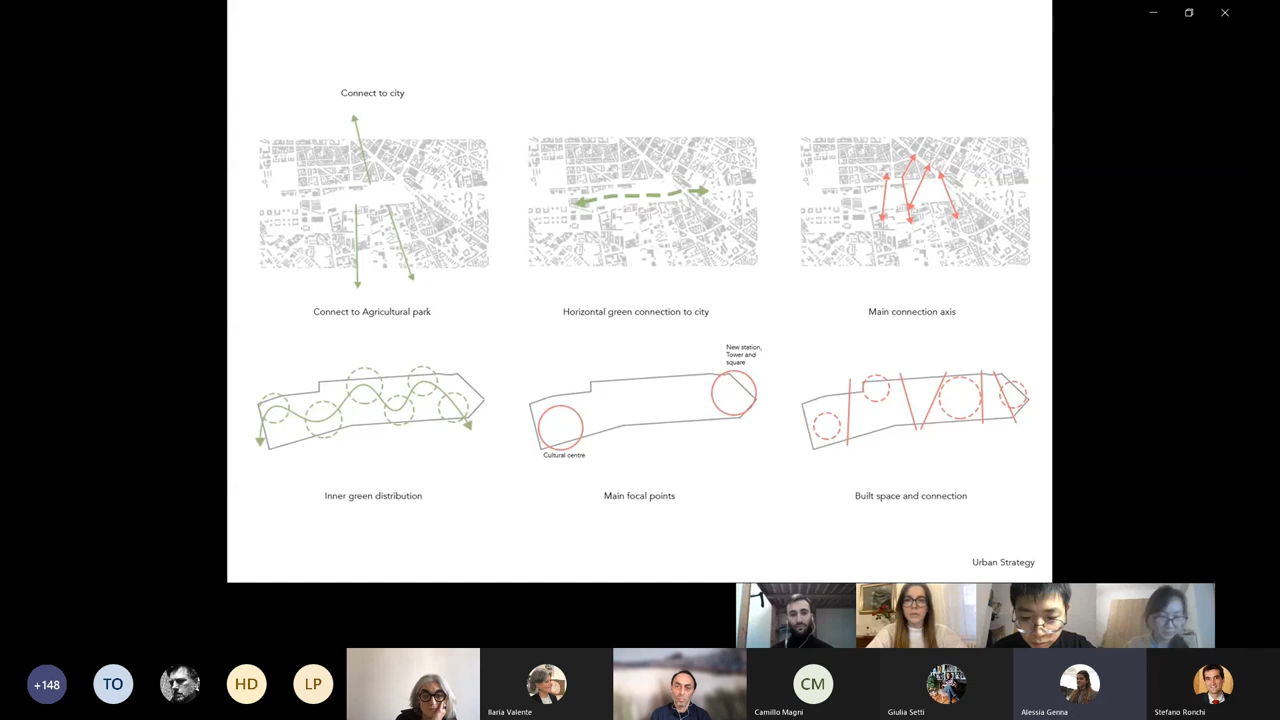 Connect to city
Connect to Agricultural park
Horizontal green connection to city
Main connection axis
New station,
Tower and
square
Cultural centre
Inner green distribution
Main focal points
Built space and connection
Urban Strategy
+148
TO
HD
LP
Ilaria Valente
CM
Camillo Magni
Giulia Setti
Alessia Genna
Stefano Ronchi